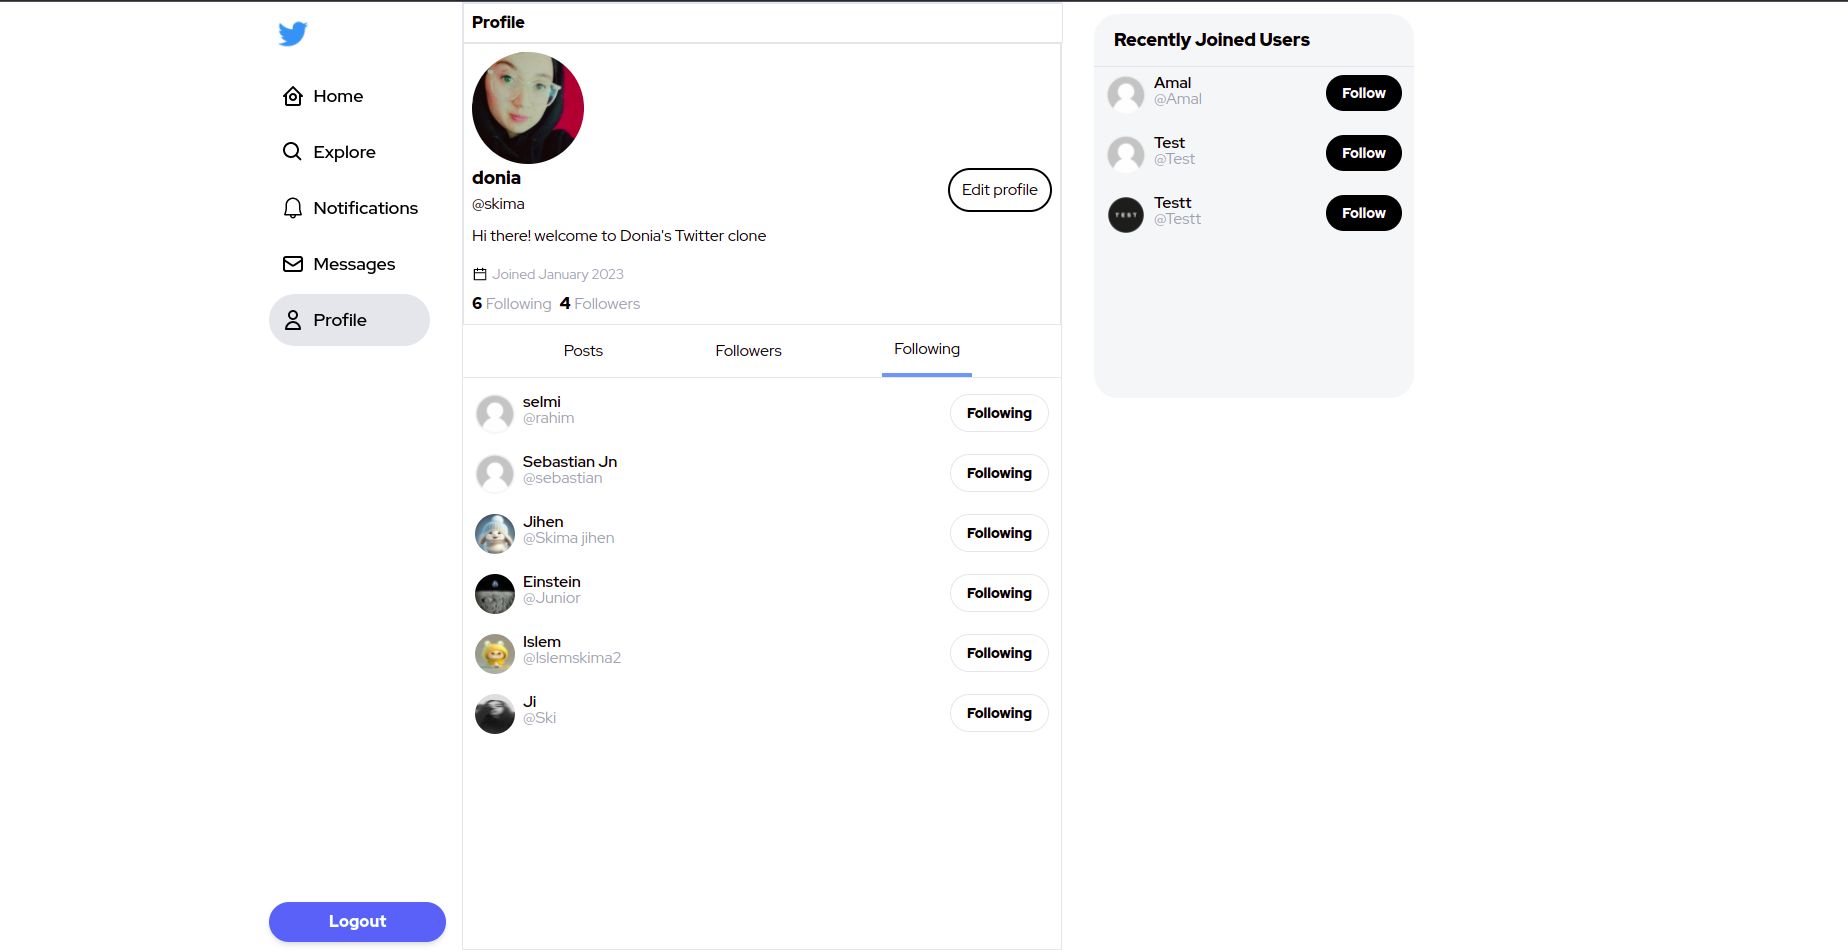 Home
Explore
Notifications
Messages
Profile
Logout
Profile
donia
@skima
Edit profile
Hi there! welcome to Donia's Twitter clone
Joined January 2023
6 Following 4 Followers
Posts Followers Following
selmi
@rahim
Following
Sebastian Jn
@sebastian
Following
Jihen
@Skima jihen
Following
Einstein
@Junior
Following
Islem
@Islemskima2
Following
Ji
@Ski
Following
Recently Joined Users
Amal
@Amal
Follow
Test
@Test
Follow
TEST
Testt
@Testt
Follow